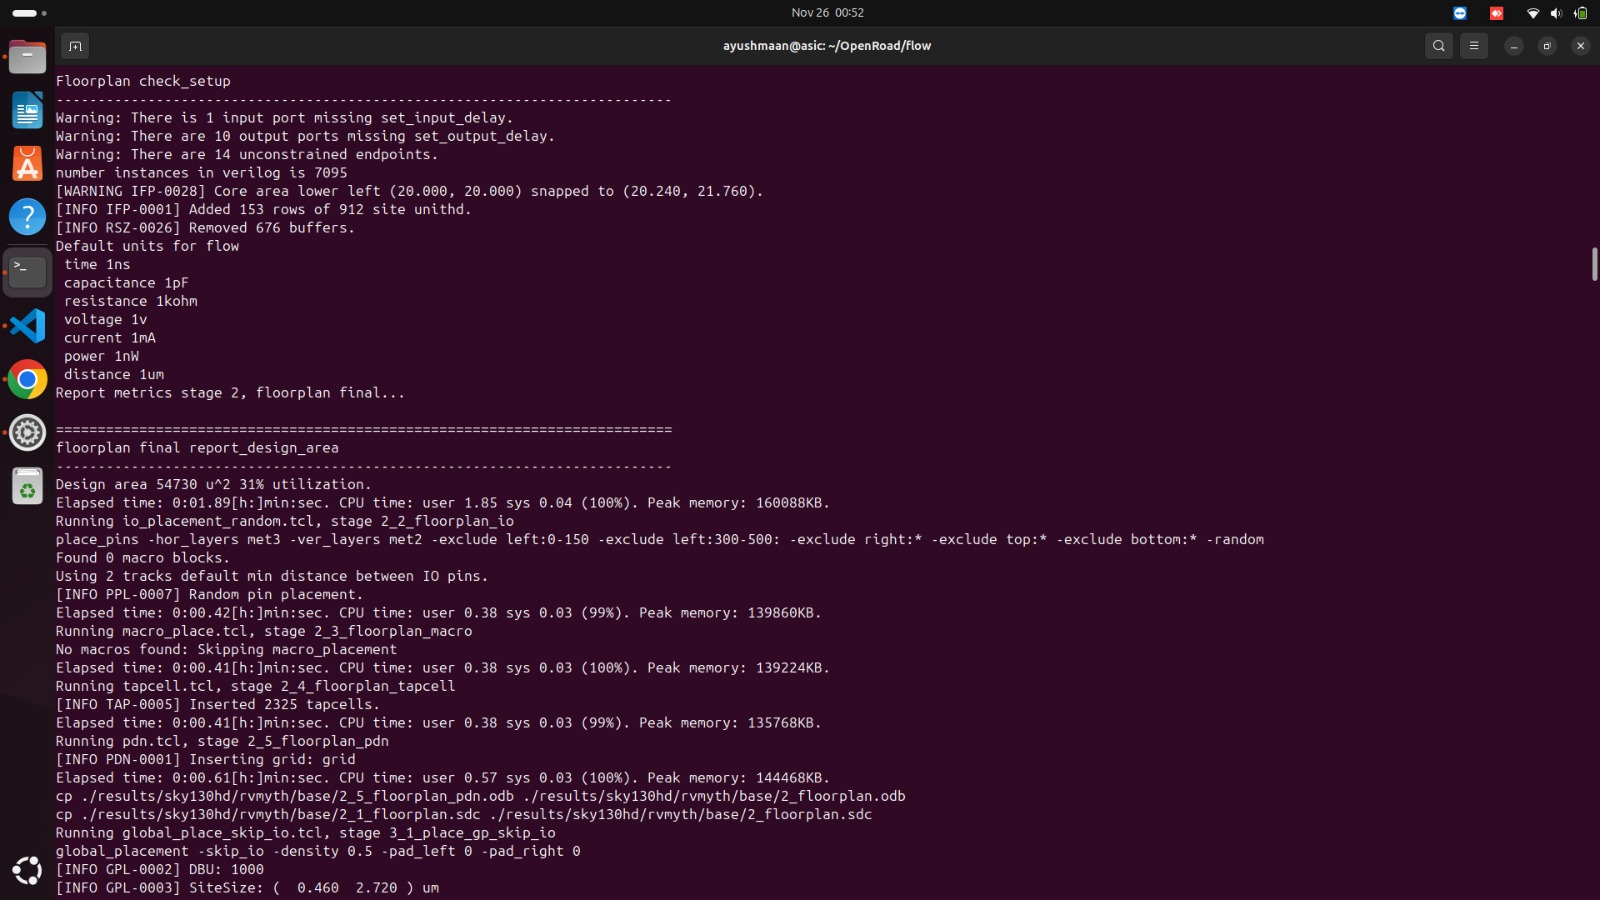 Nov 26 00:52
ayushmaan@asic: ~/OpenRoad/flow
Floorplan check_setup
--------------------------------------------------------------------------
Warning: There is 1 input port missing set_input_delay.
Warning: There are 10 output ports missing set_output_delay.
Warning: There are 14 unconstrained endpoints.
number instances in verilog is 7095
[WARNING IFP-0028] Core area lower left (20.000, 20.000) snapped to (20.240, 21.760).
[INFO IFP-0001] Added 153 rows of 912 site unithd.
[INFO RSZ-0026] Removed 676 buffers.
Default units for flow
 time 1ns
 capacitance 1pF
 resistance 1kohm
 voltage 1v
 current 1mA
 power 1nW
 distance 1um
Report metrics stage 2, floorplan final...

==========================================================================
floorplan final report_design_area
--------------------------------------------------------------------------
Design area 54730 u^2 31% utilization.
Elapsed time: 0:01.89[h:]min:sec. CPU time: user 1.85 sys 0.04 (100%). Peak memory: 160088KB.
Running io_placement_random.tcl, stage 2_2_floorplan_io
place_pins -hor_layers met3 -ver_layers met2 -exclude left:0-150 -exclude left:300-500: -exclude right:* -exclude top:* -exclude bottom:* -random
Found 0 macro blocks.
Using 2 tracks default min distance between IO pins.
[INFO PPL-0007] Random pin placement.
Elapsed time: 0:00.42[h:]min:sec. CPU time: user 0.38 sys 0.03 (99%). Peak memory: 139860KB.
Running macro_place.tcl, stage 2_3_floorplan_macro
No macros found: Skipping macro_placement
Elapsed time: 0:00.41[h:]min:sec. CPU time: user 0.38 sys 0.03 (100%). Peak memory: 139224KB.
Running tapcell.tcl, stage 2_4_floorplan_tapcell
[INFO TAP-0005] Inserted 2325 tapcells.
Elapsed time: 0:00.41[h:]min:sec. CPU time: user 0.38 sys 0.03 (99%). Peak memory: 135768KB.
Running pdn.tcl, stage 2_5_floorplan_pdn
[INFO PDN-0001] Inserting grid: grid
Elapsed time: 0:00.61[h:]min:sec. CPU time: user 0.57 sys 0.03 (100%). Peak memory: 144468KB.
cp ./results/sky130hd/rvmyth/base/2_5_floorplan_pdn.odb ./results/sky130hd/rvmyth/base/2_floorplan.odb
cp ./results/sky130hd/rvmyth/base/2_1_floorplan.sdc ./results/sky130hd/rvmyth/base/2_floorplan.sdc
Running global_place_skip_io.tcl, stage 3_1_place_gp_skip_io
global_placement -skip_io -density 0.5 -pad_left 0 -pad_right 0
[INFO GPL-0002] DBU: 1000
[INFO GPL-0003] SiteSize: (  0.460  2.720 ) um